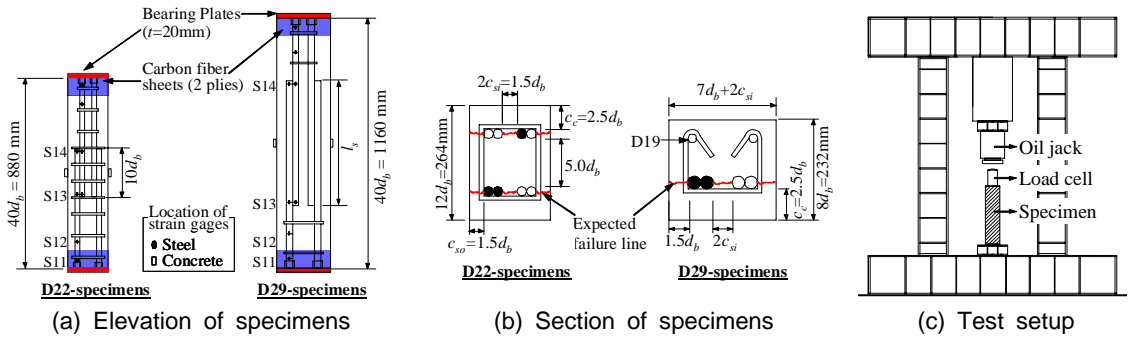 Bearing Plates
(t=20mm)
Carbon fiber
sheets (2 plies)
40d_b = 880 mm
S14
S13
S12
S11
10d_b
Location of
strain gages
Steel
Concrete
D22-specimens
S14
S13
S12
S11
l_s
40d_b = 1160 mm
D29-specimens
(a) Elevation of specimens
2c_si=1.5d_b
c_c=2.5d_b
12d_b=264mm
5.0d_b
c_so=1.5d_b
D22-specimens
Expected
failure line
7d_b+2c_si
D19
c_c=2.5d_b
8d_b=232mm
1.5d_b
2c_si
D29-specimens
(b) Section of specimens
Oil jack
Load cell
Specimen
(c) Test setup